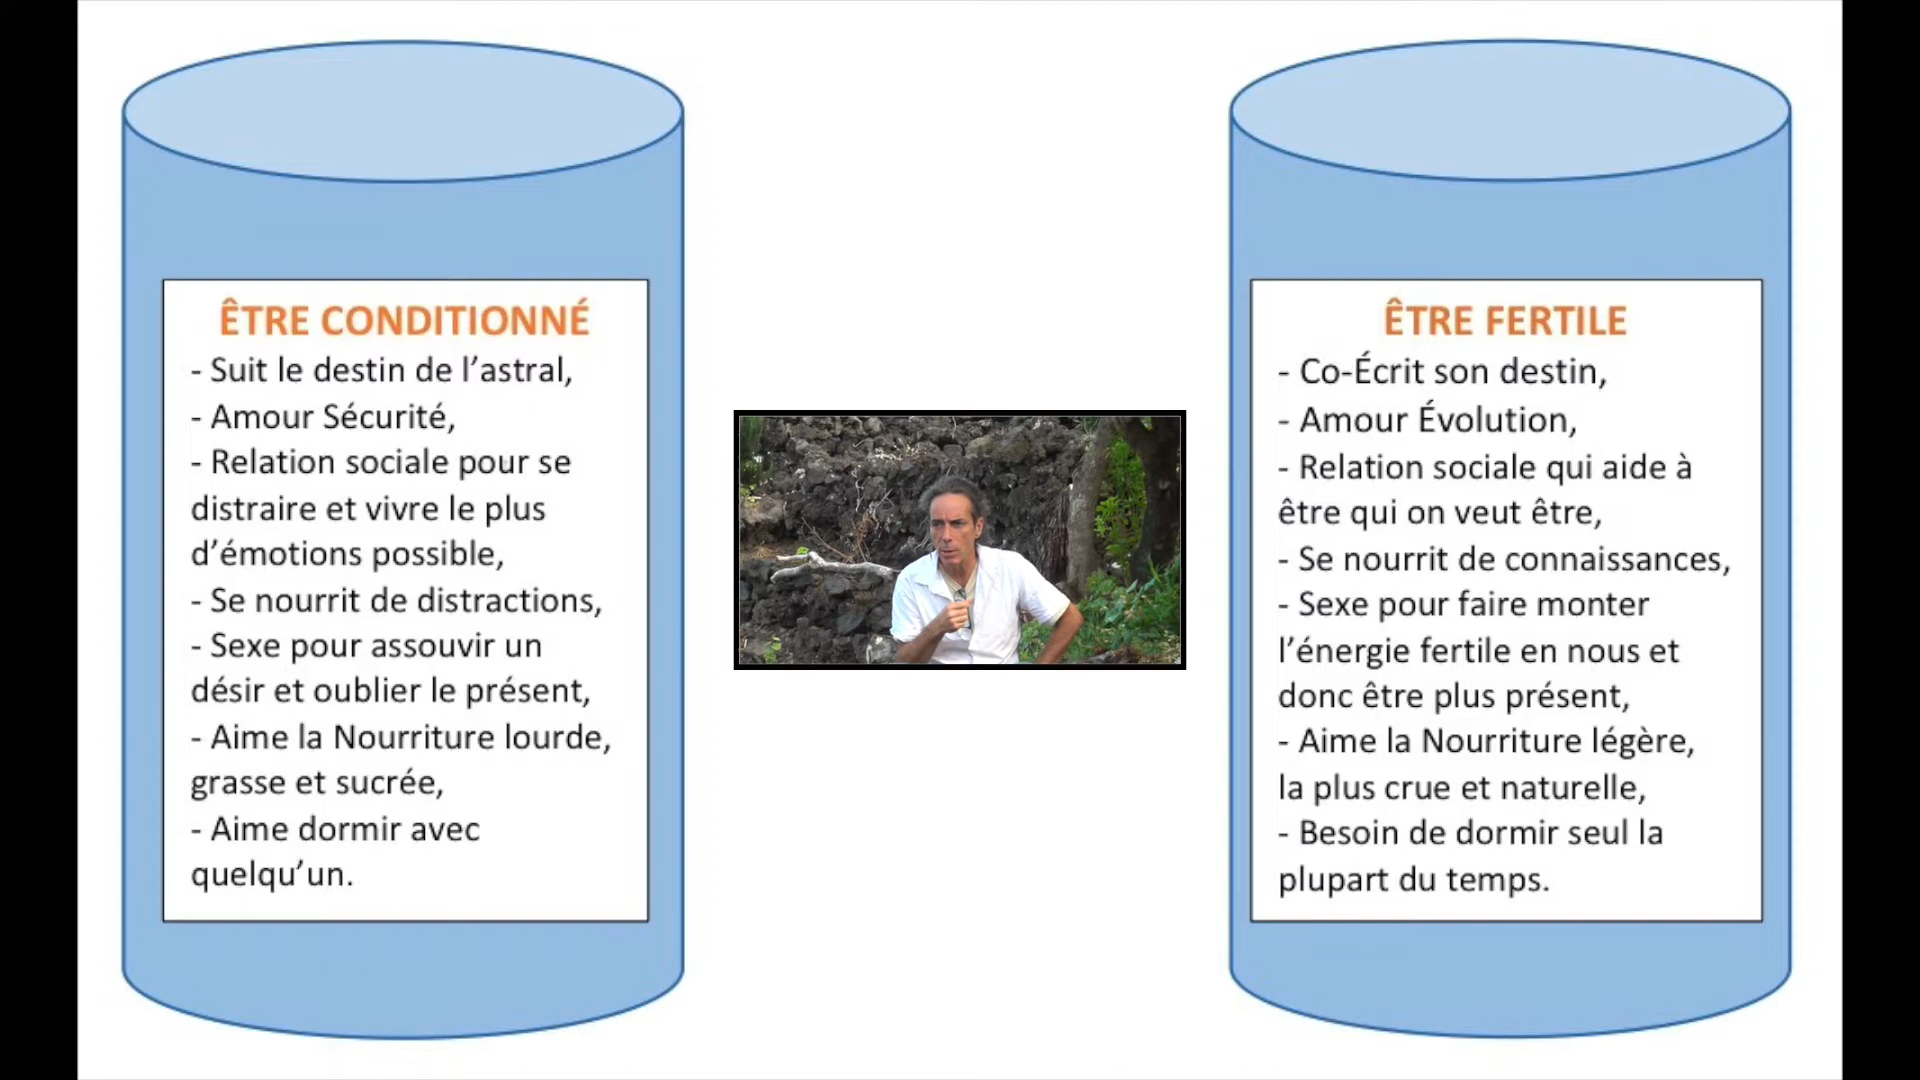 ÊTRE CONDITIONNÉ
- Suit le destin de l’astral,
- Amour Sécurité,
- Relation sociale pour se
distraire et vivre le plus
d’émotions possible,
- Se nourrit de distractions,
- Sexe pour assouvir un
désir et oublier le présent,
- Aime la Nourriture lourde,
grasse et sucrée,
- Aime dormir avec
quelqu’un.
ÊTRE FERTILE
- Co-Écrit son destin,
- Amour Évolution,
- Relation sociale qui aide à
être qui on veut être,
- Se nourrit de connaissances,
- Sexe pour faire monter
l’énergie fertile en nous et
donc être plus présent,
- Aime la Nourriture légère,
la plus crue et naturelle,
- Besoin de dormir seul la
plupart du temps.